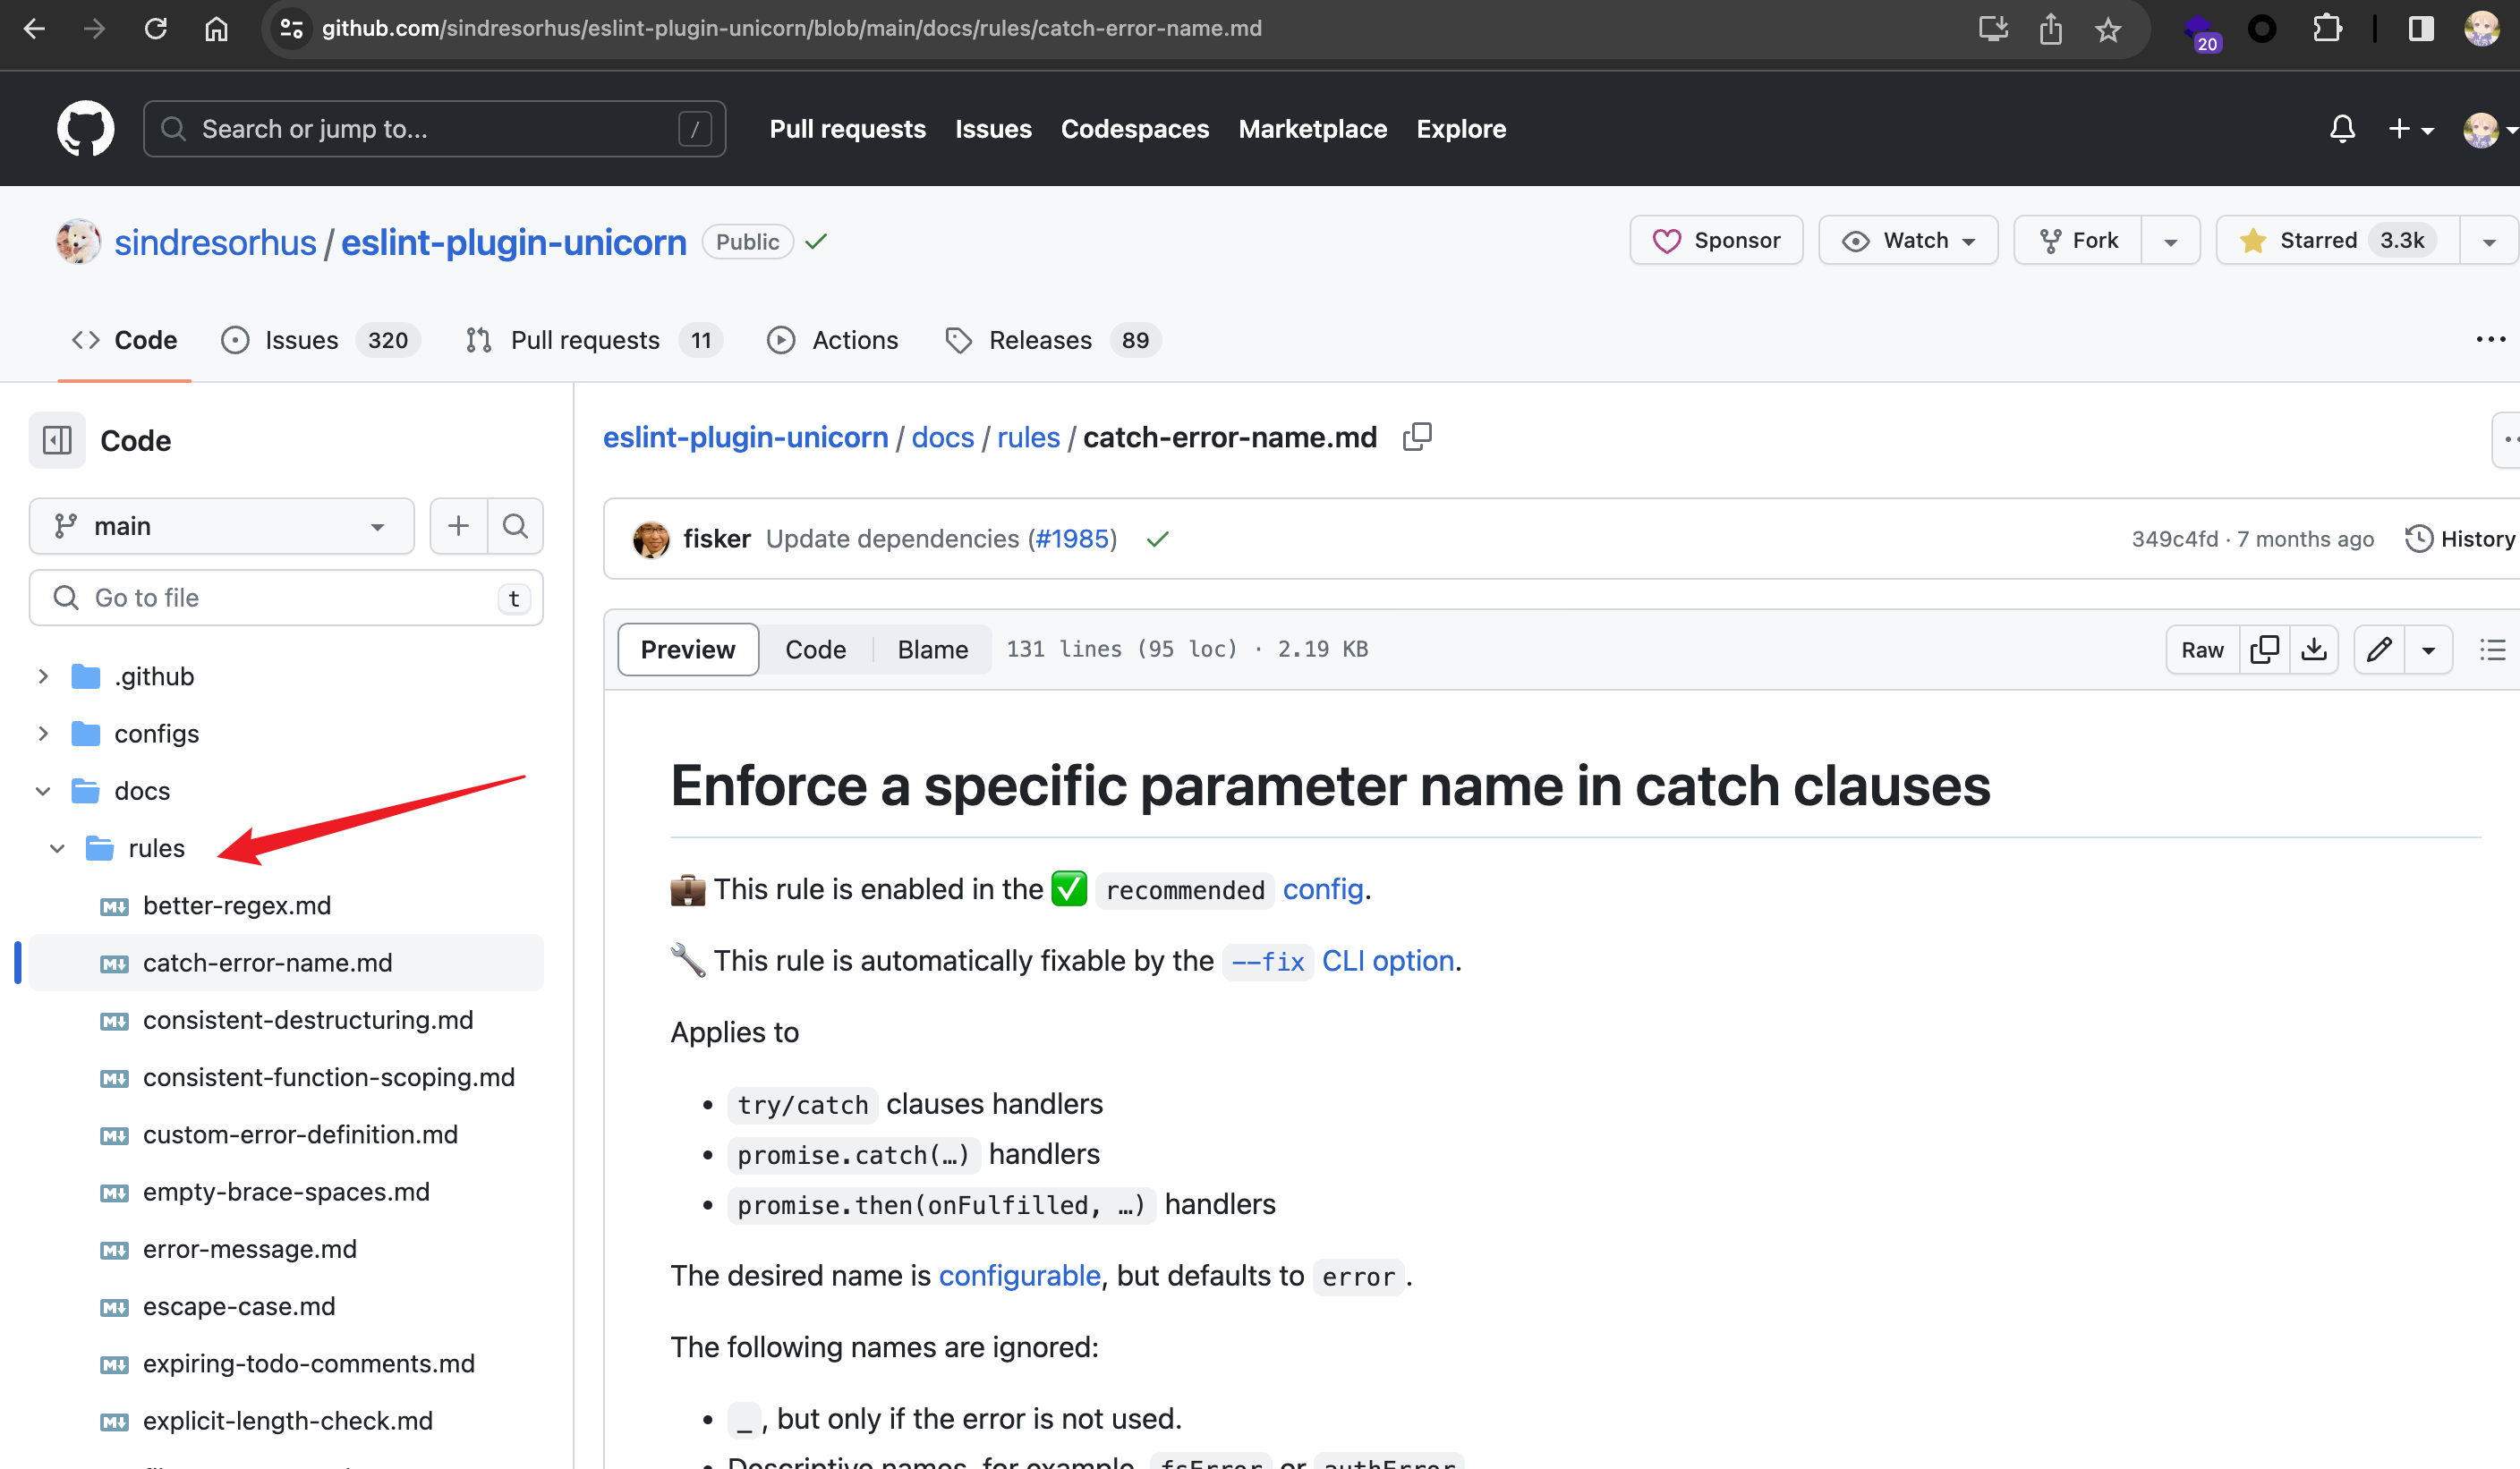 github.com/sindresorhus/eslint-plugin-unicorn/blob/main/docs/rules/catch-error-name.md
20
Search or jump to... /
Pull requests Issues Codespaces Marketplace Explore
sindresorhus / eslint-plugin-unicorn Public
Sponsor Watch Fork Starred 3.3k
Code Issues 320 Pull requests 11 Actions Releases 89
Code
main
Go to file t
.github
configs
docs
rules
better-regex.md
catch-error-name.md
consistent-destructuring.md
consistent-function-scoping.md
custom-error-definition.md
empty-brace-spaces.md
error-message.md
escape-case.md
expiring-todo-comments.md
explicit-length-check.md
eslint-plugin-unicorn / docs / rules / catch-error-name.md
fisker Update dependencies (#1985)
349c4fd · 7 months ago History
Preview Code Blame 131 lines (95 loc) · 2.19 KB
Raw
Enforce a specific parameter name in catch clauses
💼 This rule is enabled in the ✅ recommended config.
🔧 This rule is automatically fixable by the --fix CLI option.
Applies to
• try/catch clauses handlers
• promise.catch(…) handlers
• promise.then(onFulfilled, …) handlers
The desired name is configurable, but defaults to error.
The following names are ignored:
• _, but only if the error is not used.
• Descriptive names, for example, fsError or authError